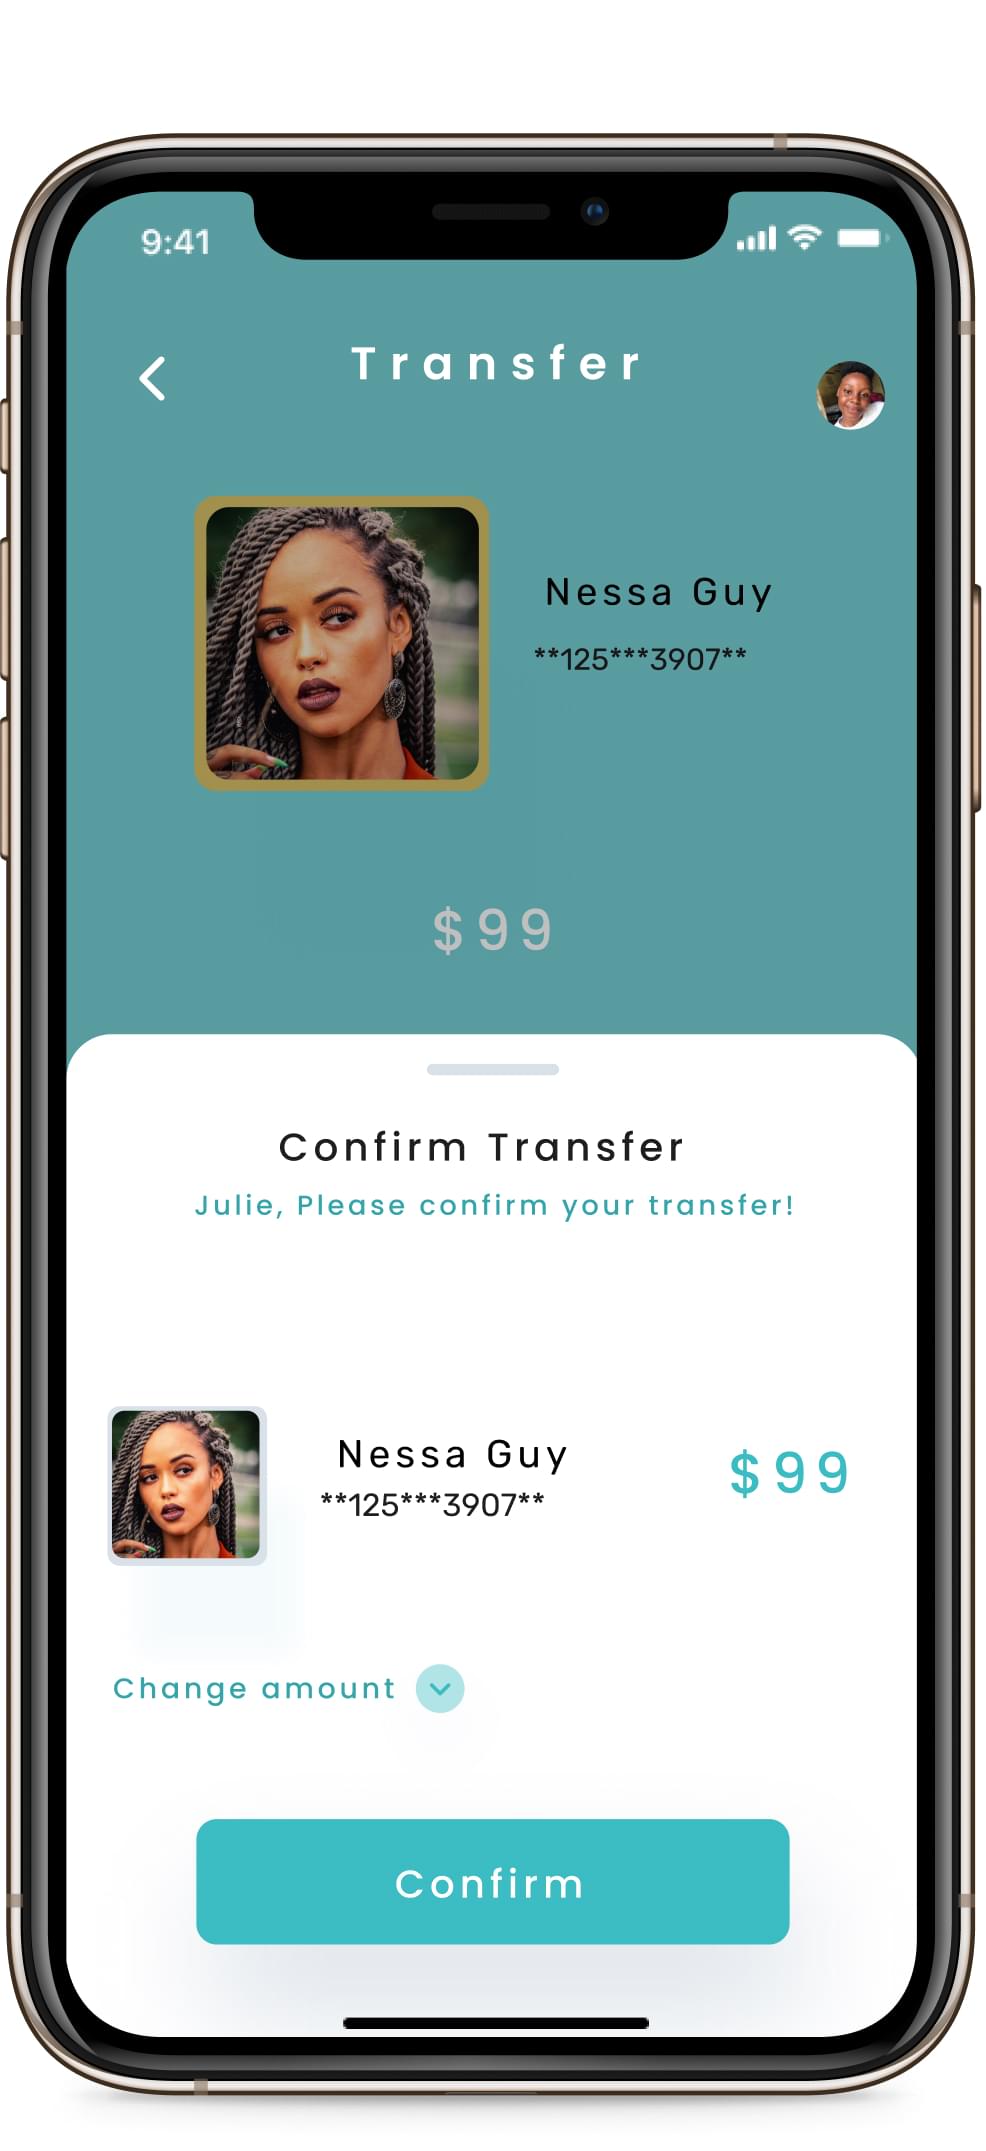 9:41
Transfer
Nessa Guy
**125***3907**
$99
Confirm Transfer
Julie, Please confirm your transfer!
Nessa Guy
**125***3907**
$99
Change amount
Confirm